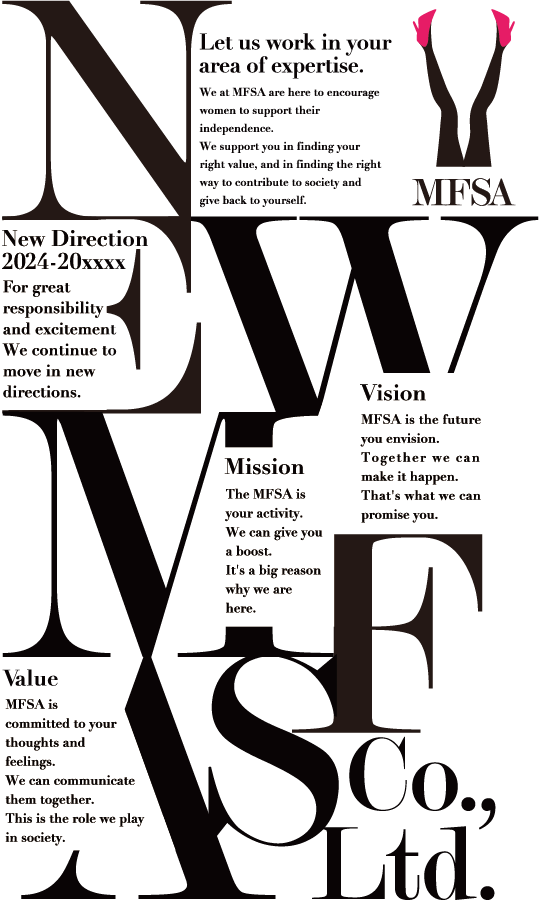 NEW
MFSA
Co.,
Ltd.
Let us work in your
area of expertise.
We at MFSA are here to encourage
women to support their
independence.
We support you in finding your
right value, and in finding the right
way to contribute to society and
give back to yourself.
MFSA
New Direction
2024-20xxxx
For great
responsibility
and excitement
We continue to
move in new
directions.
Vision
MFSA is the future
you envision.
Together we can
make it happen.
That's what we can
promise you.
Mission
The MFSA is
your activity.
We can give you
a boost.
It's a big reason
why we are
here.
Value
MFSA is
committed to your
thoughts and
feelings.
We can communicate
them together.
This is the role we play
in society.